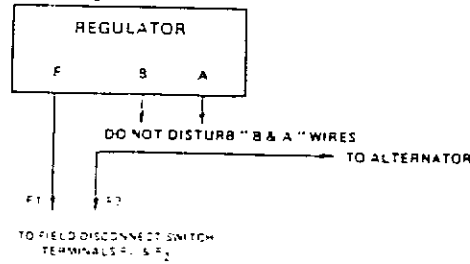 REGULATOR
F B A
DO NOT DISTURB "B & A" WIRES
TO ALTERNATOR
F1 F2
TO FIELD DISCONNECT SWITCH
TERMINALS F1 & F2